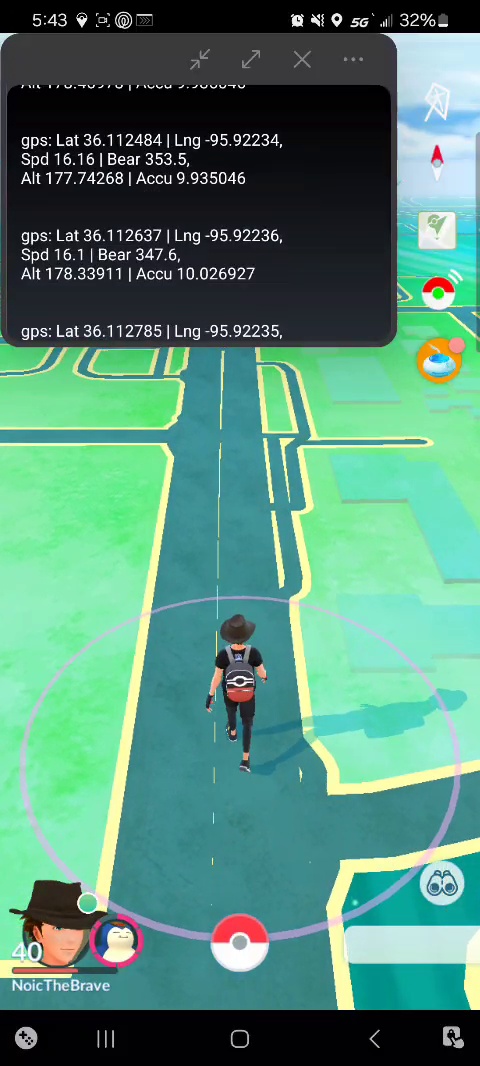 5:43
5G
32%
gps: Lat 36.112484 | Lng -95.92234,
Spd 16.16 | Bear 353.5,
Alt 177.74268 | Accu 9.935046
gps: Lat 36.112637 | Lng -95.92236,
Spd 16.1 | Bear 347.6,
Alt 178.33911 | Accu 10.026927
gps: Lat 36.112785 | Lng -95.92235,
40
NoicTheBrave